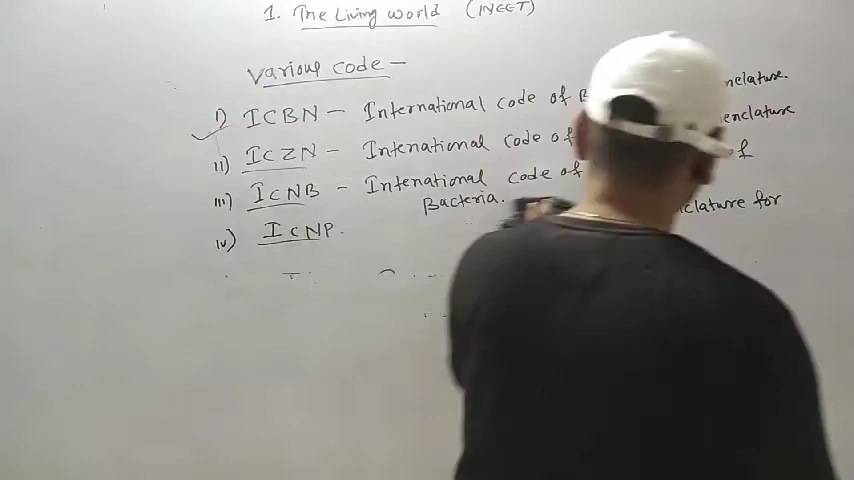 1. The Living world (NEET)
Various code -
i) ICBN - International code of nclature.
ii) ICZN - International code of enclature
iii) ICNB - International code of of
Bacteria. clature for
iv) ICNP.